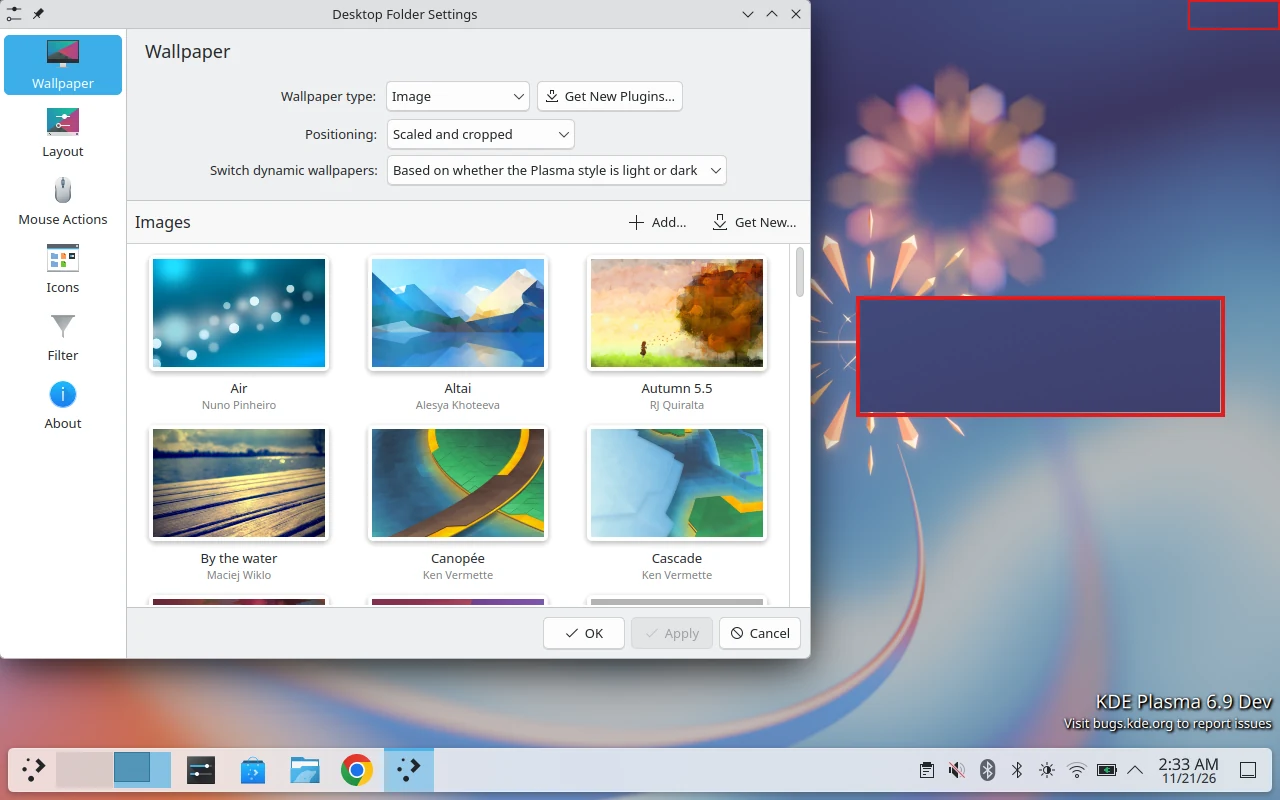 Desktop Folder Settings
Wallpaper
Layout
Mouse Actions
Icons
Filter
About
Wallpaper
Wallpaper type: Image Get New Plugins...
Positioning: Scaled and cropped
Switch dynamic wallpapers: Based on whether the Plasma style is light or dark
Images Add... Get New...
Air Altai Autumn 5.5
Nuno Pinheiro Alesya Khoteeva RJ Quiralta
By the water Canopée Cascade
Maciej Wiklo Ken Vermette Ken Vermette
OK Apply Cancel
KDE Plasma 6.9 Dev
Visit bugs.kde.org to report issues
2:33 AM
11/21/26